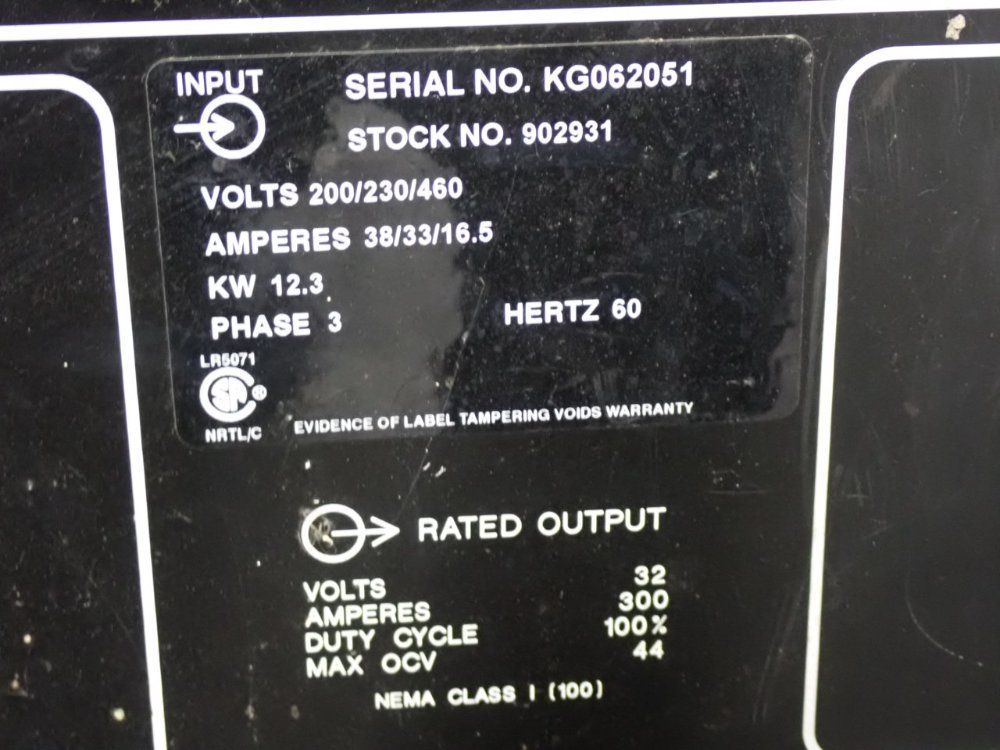 INPUT
SERIAL NO. KG062051
STOCK NO. 902931
VOLTS 200/230/460
AMPERES 38/33/16.5
KW 12.3
PHASE 3 HERTZ 60
LR5071
NRTL/C
EVIDENCE OF LABEL TAMPERING VOIDS WARRANTY
RATED OUTPUT
VOLTS 32
AMPERES 300
DUTY CYCLE 100%
MAX OCV 44
NEMA CLASS I (100)